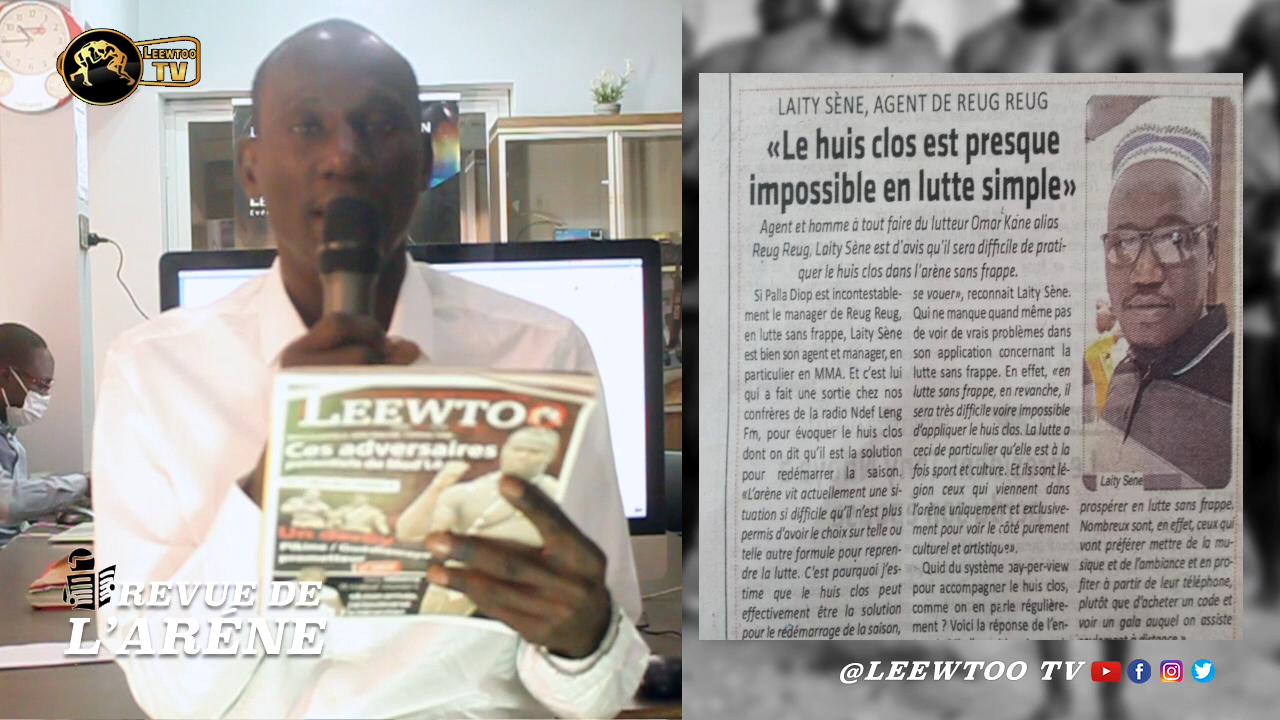 LEEWTOO
TV
LEEWTOO
Ces adversaires
Un derby
REVUE DE
L'ARÈNE
LAITY SÈNE, AGENT DE REUG REUG
«Le huis clos est presque
impossible en lutte simple»
Agent et homme à tout faire du lutteur Omar Kane alias
Reug Reug, Laity Sène est d'avis qu'il sera difficile de prati-
quer le huis clos dans l'arène sans frappe.
Si Palla Diop est incontestable-
ment le manager de Reug Reug,
en lutte sans frappe, Laity Sène
est bien son agent et manager, en
particulier en MMA. Et c'est lui
qui a fait une sortie chez nos
confrères de la radio Ndef Leng
Fm, pour évoquer le huis clos
dont on dit qu'il est la solution
pour redémarrer la saison.
«L'arène vit actuellement une si-
tuation si difficile qu'il n'est plus
permis d'avoir le choix sur telle ou
telle autre formule pour repren-
dre la lutte. C'est pourquoi j'es-
time que le huis clos peut
effectivement être la solution
pour le redémarrage de la saison,
se vouer», reconnait Laity Sène.
Qui ne manque quand même pas
de voir de vrais problèmes dans
son application concernant la
lutte sans frappe. En effet, «en
lutte sans frappe, en revanche, il
sera très difficile voire impossible
d'appliquer le huis clos. La lutte a
ceci de particulier qu'elle est à la
fois sport et culture. Et ils sont lé-
gion ceux qui viennent dans
l'arène uniquement et exclusive-
ment pour voir le côté purement
culturel et artistique».
Quid du système pay-per-view
pour accompagner le huis clos,
comme on en parle régulière-
ment ? Voici la réponse de l'en-
Laity Sène
prospérer en lutte sans frappe.
Nombreux sont, en effet, ceux qui
vont préférer mettre de la mu-
sique et de l'ambiance et en pro-
fiter à partir de leur téléphone,
plutôt que d'acheter un code et
voir un gala auquel on assiste
seulement à distance.»
@LEEWTOO TV